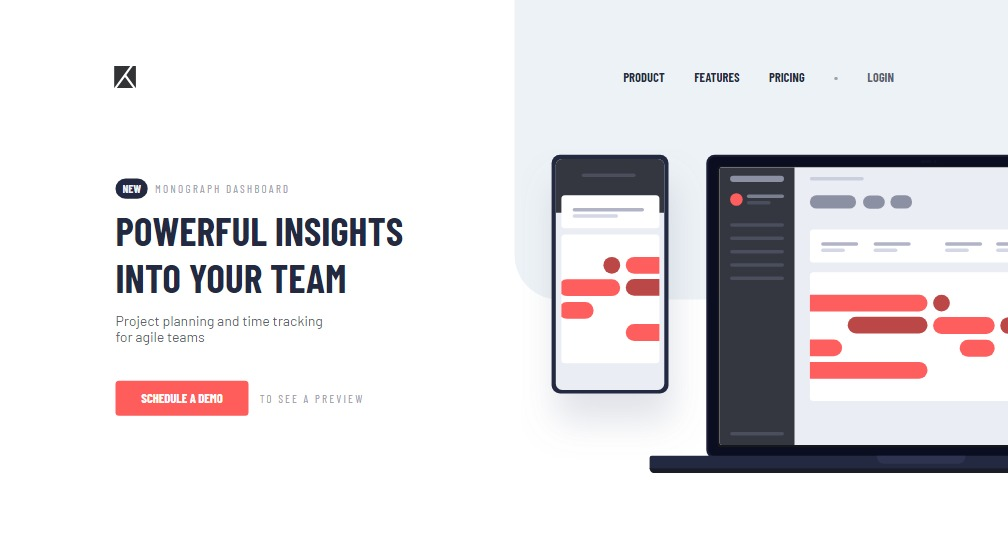 PRODUCT FEATURES PRICING LOGIN
NEW MONOGRAPH DASHBOARD
POWERFUL INSIGHTS
INTO YOUR TEAM
Project planning and time tracking
for agile teams
SCHEDULE A DEMO TO SEE A PREVIEW